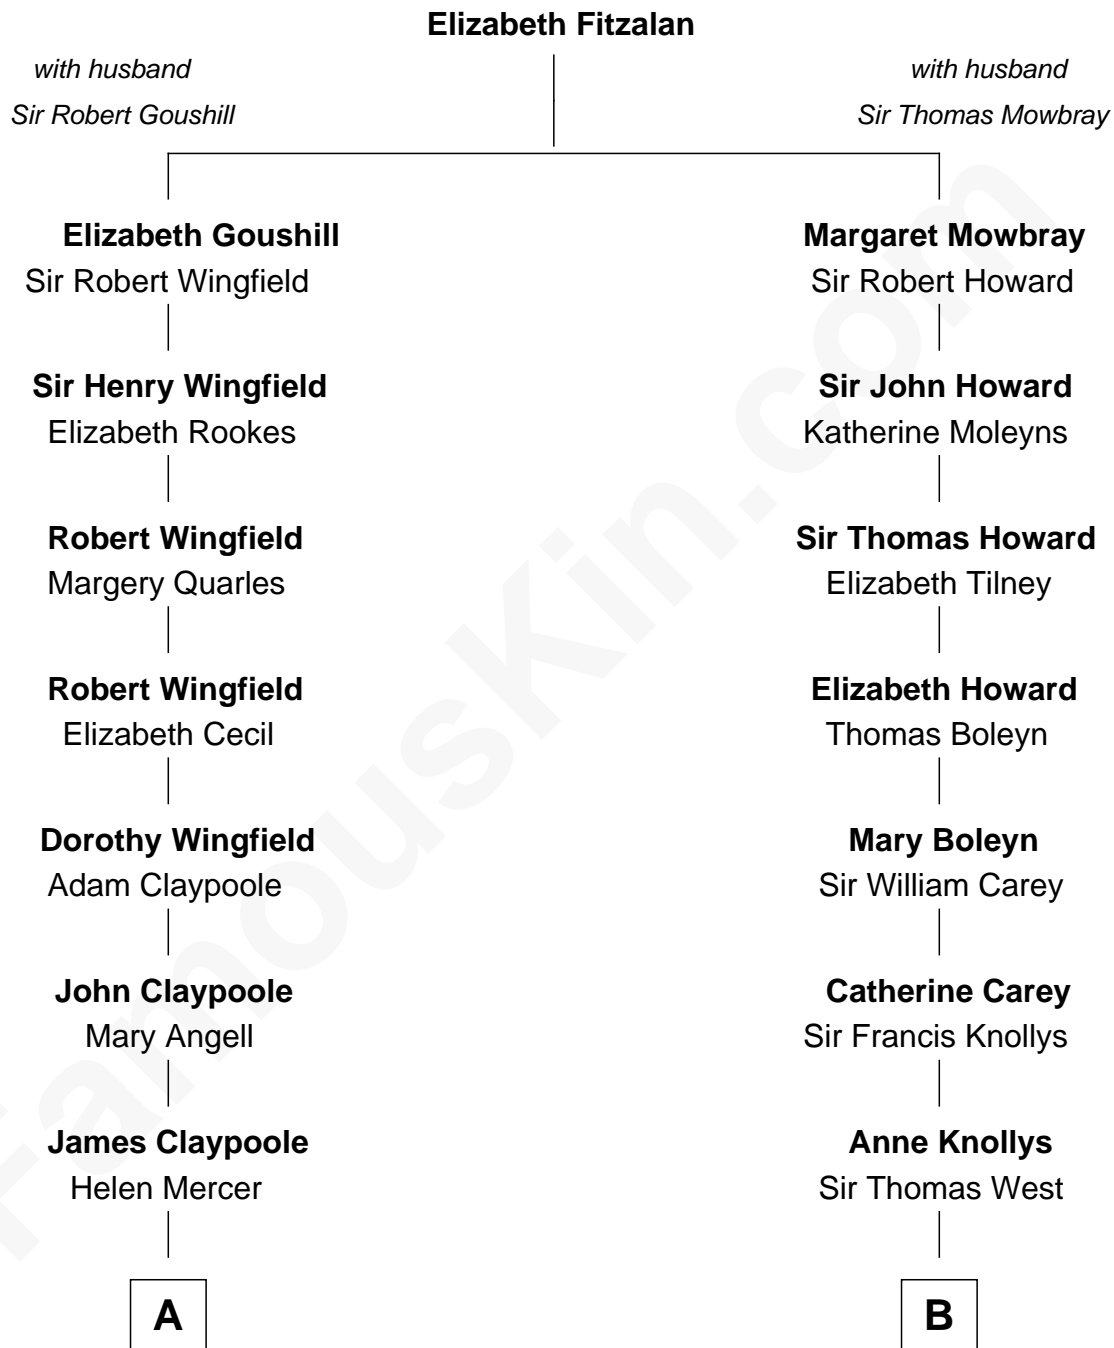 Elizabeth Fitzalan
with husband
Sir Robert Goushill
with husband
Sir Thomas Mowbray
Elizabeth Goushill
Sir Robert Wingfield
Margaret Mowbray
Sir Robert Howard
Sir Henry Wingfield
Elizabeth Rookes
Sir John Howard
Katherine Moleyns
Robert Wingfield
Margery Quarles
Sir Thomas Howard
Elizabeth Tilney
Robert Wingfield
Elizabeth Cecil
Elizabeth Howard
Thomas Boleyn
Dorothy Wingfield
Adam Claypoole
Mary Boleyn
Sir William Carey
John Claypoole
Mary Angell
Catherine Carey
Sir Francis Knollys
James Claypoole
Helen Mercer
Anne Knollys
Sir Thomas West
A
B
FamousKin.com